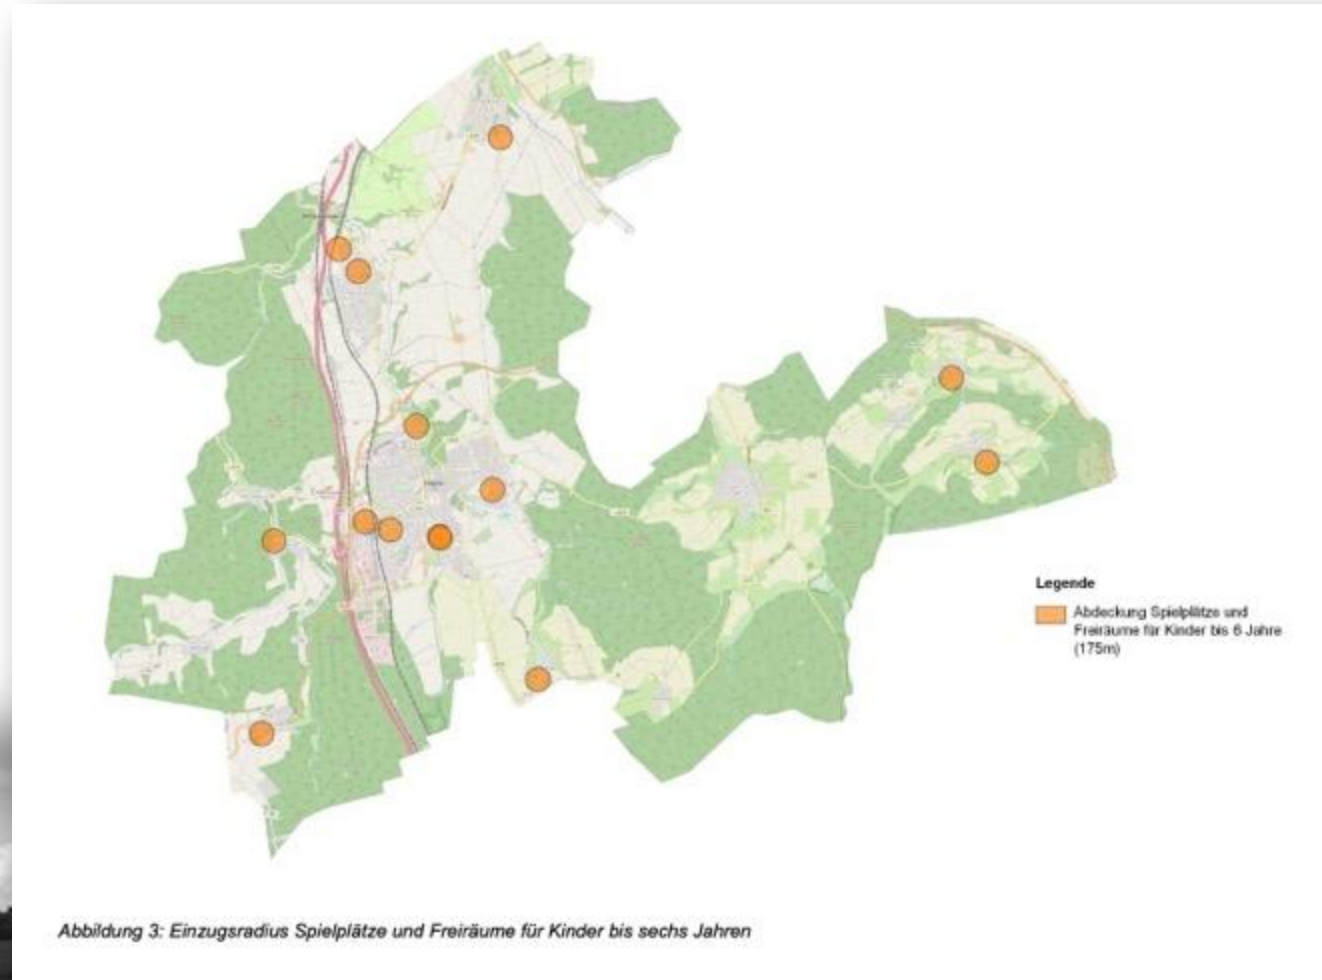 Legende
Abdeckung Spielplätze und
Freiräume für Kinder bis 6 Jahre
(175m)
Abbildung 3: Einzugsradius Spielplätze und Freiräume für Kinder bis sechs Jahren